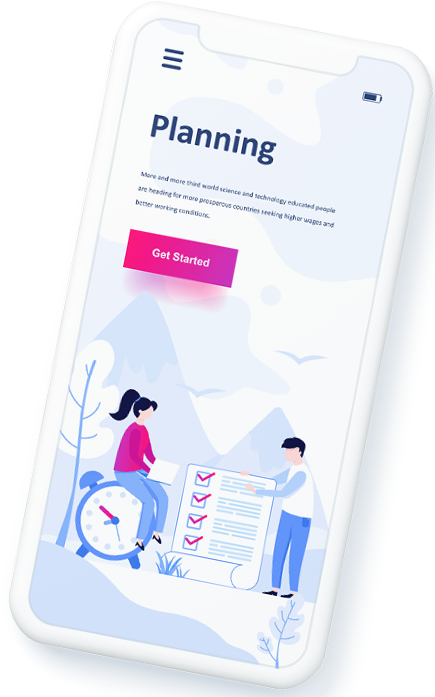 Planning
More and more third world science and technology educated people
are heading for more prosperous countries seeking higher wages and
better working conditions.
Get Started